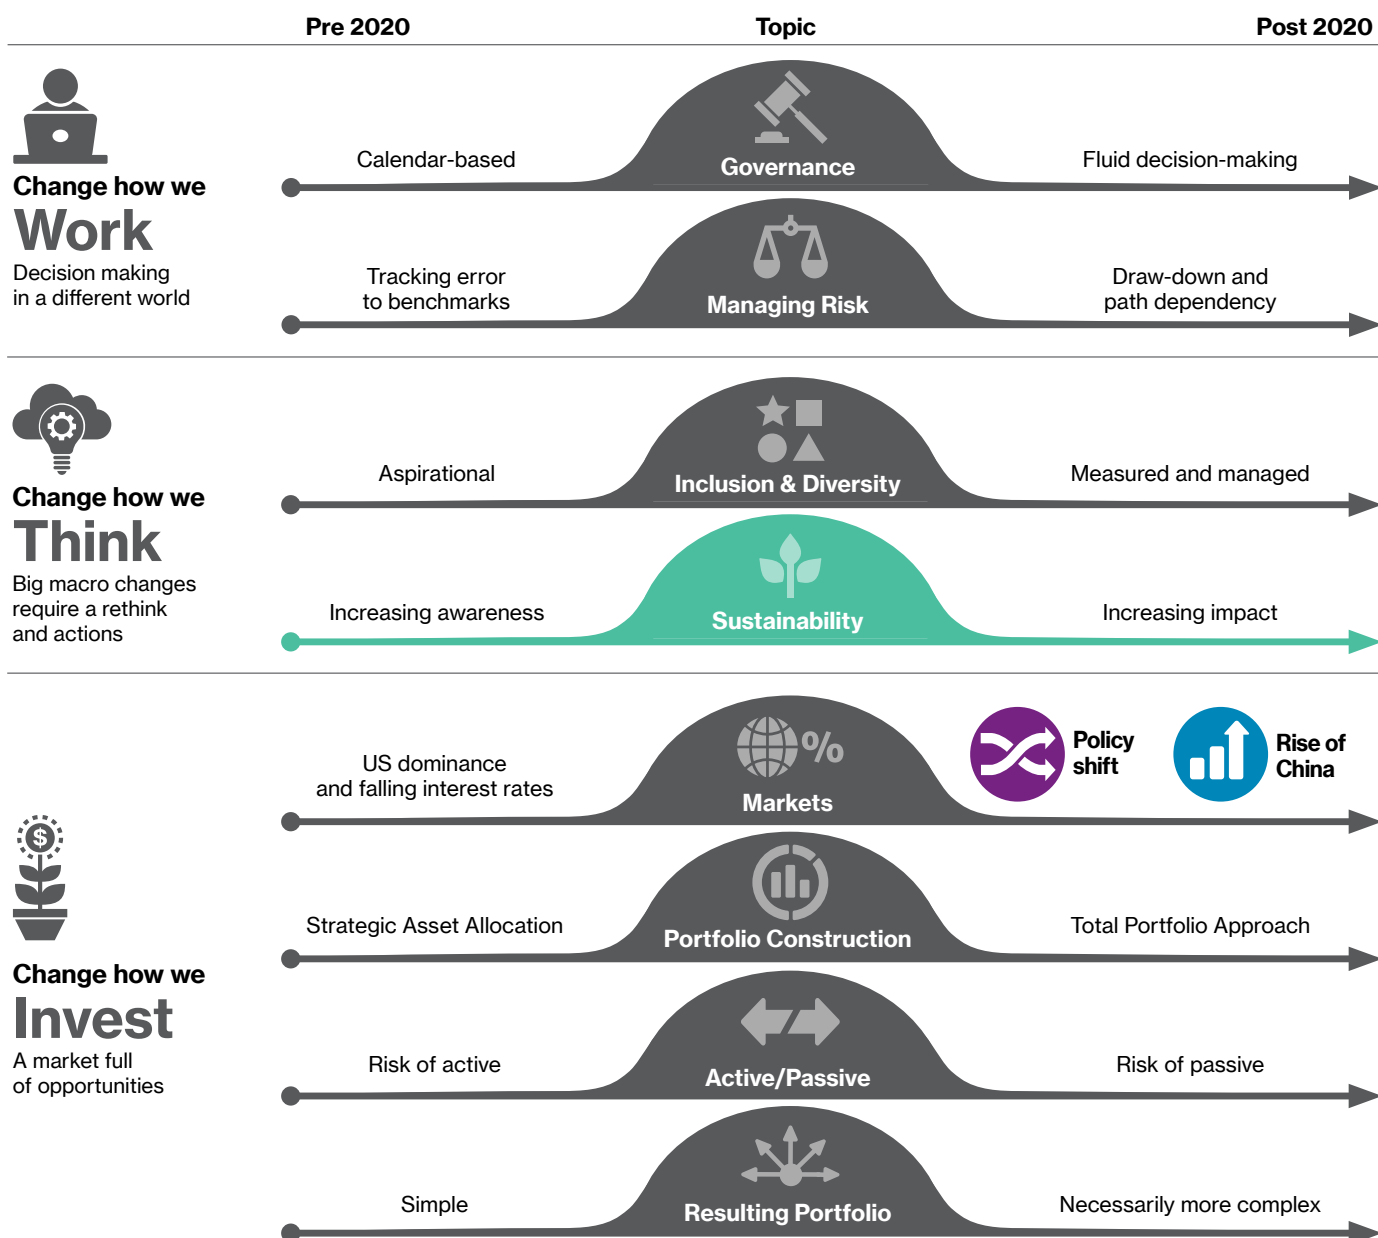 Pre 2020
Topic
Post 2020
Change how we
Work
Decision making
in a different world
Calendar-based
Governance
Fluid decision-making
Tracking error
to benchmarks
Managing Risk
Draw-down and
path dependency
Change how we
Think
Big macro changes
require a rethink
and actions
Aspirational
Inclusion & Diversity
Measured and managed
Increasing awareness
Sustainability
Increasing impact
$
Change how we
Invest
A market full
of opportunities
US dominance
and falling interest rates
%
Markets
Policy
shift
Rise of
China
Strategic Asset Allocation
Portfolio Construction
Total Portfolio Approach
Risk of active
Active/Passive
Risk of passive
Simple
Resulting Portfolio
Necessarily more complex